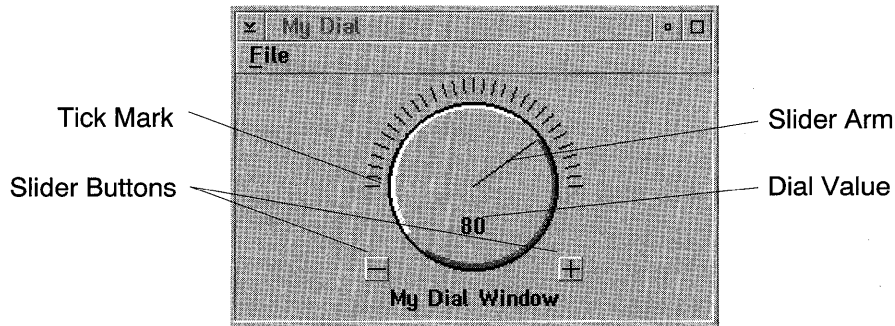 My Dial
File
Tick Mark
Slider Arm
Slider Buttons
Dial Value
80
My Dial Window